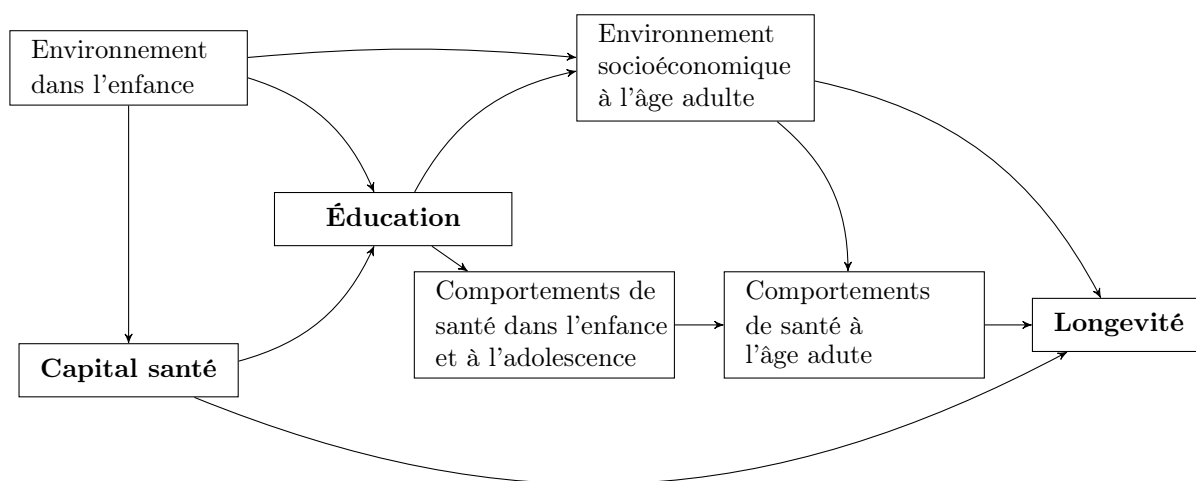 Environnement
dans l'enfance
Environnement
socioéconomique
à l'âge adulte
Éducation
Comportements de
santé dans l'enfance
et à l'adolescence
Comportements
de santé à
l'âge adute
Longevité
Capital santé